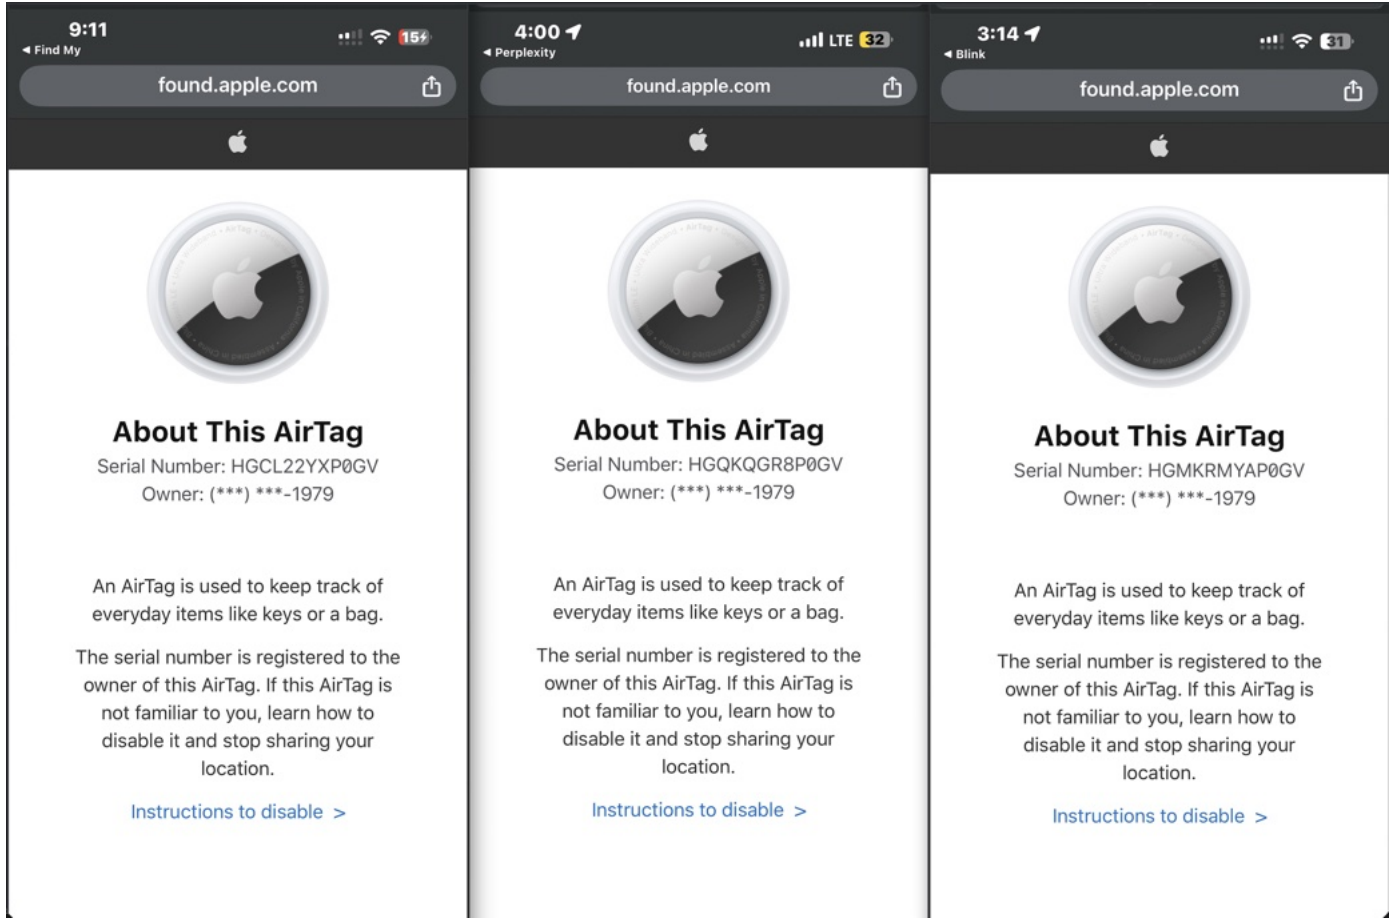 9:11
◀ Find My
15
found.apple.com
About This AirTag
Serial Number: HGCL22YXP0GV
Owner: (***) ***-1979
An AirTag is used to keep track of
everyday items like keys or a bag.
The serial number is registered to the
owner of this AirTag. If this AirTag is
not familiar to you, learn how to
disable it and stop sharing your
location.
Instructions to disable >
4:00
◀ Perplexity
LTE 32
found.apple.com
About This AirTag
Serial Number: HGQKQGR8P0GV
Owner: (***) ***-1979
An AirTag is used to keep track of
everyday items like keys or a bag.
The serial number is registered to the
owner of this AirTag. If this AirTag is
not familiar to you, learn how to
disable it and stop sharing your
location.
Instructions to disable >
3:14
◀ Blink
31
found.apple.com
About This AirTag
Serial Number: HGMKRMYAP0GV
Owner: (***) ***-1979
An AirTag is used to keep track of
everyday items like keys or a bag.
The serial number is registered to the
owner of this AirTag. If this AirTag is
not familiar to you, learn how to
disable it and stop sharing your
location.
Instructions to disable >